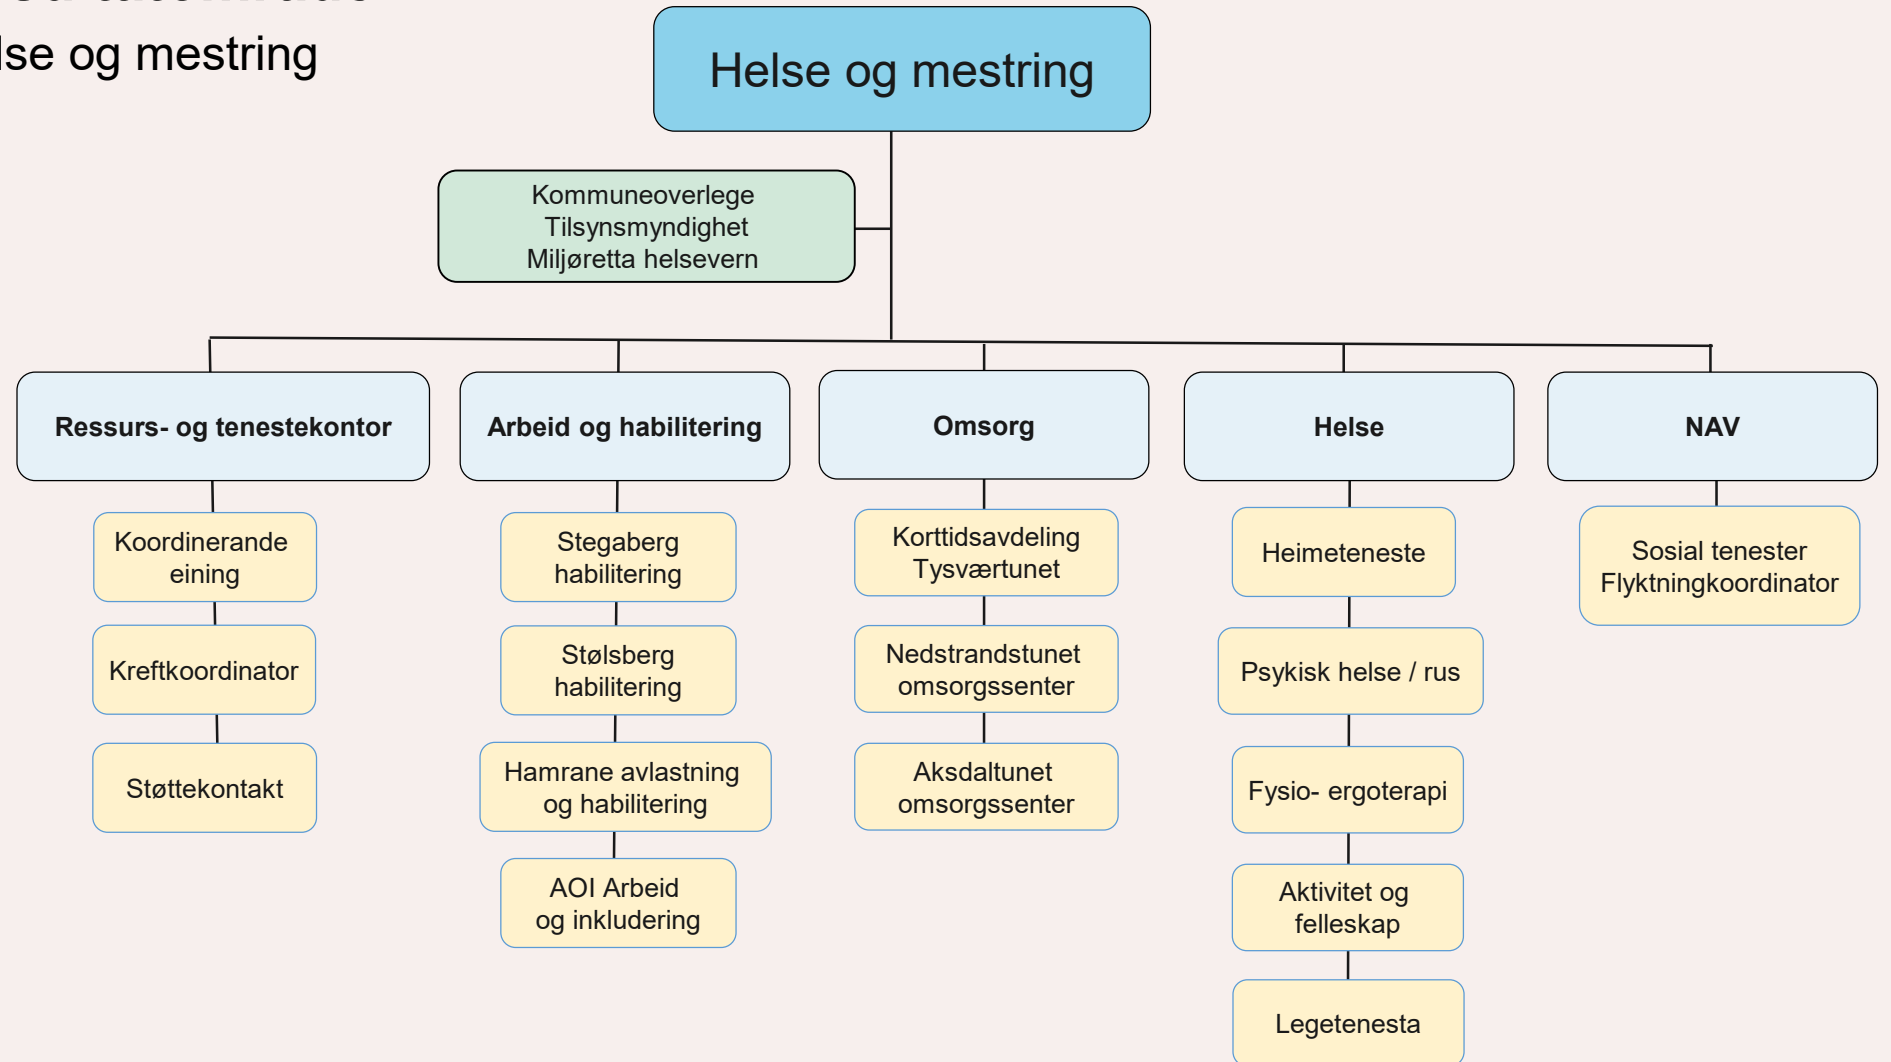 og mestring
Helse og mestring
Kommuneoverlege
Tilsynsmyndighet
Miljøretta helsevern
Ressurs- og tenestekontor
Koordinerande
eining
Kreftkoordinator
Støttekontakt
Arbeid og habilitering
Stegaberg
habilitering
Stølsberg
habilitering
Hamrane avlastning
og habilitering
AOI Arbeid
og inkludering
Omsorg
Korttidsavdeling
Tysværtunet
Nedstrandstunet
omsorgssenter
Aksdaltunet
omsorgssenter
Helse
Heimeteneste
Psykisk helse / rus
Fysio- ergoterapi
Aktivitet og
felleskap
Legetenesta
NAV
Sosial tenester
Flyktningkoordinator